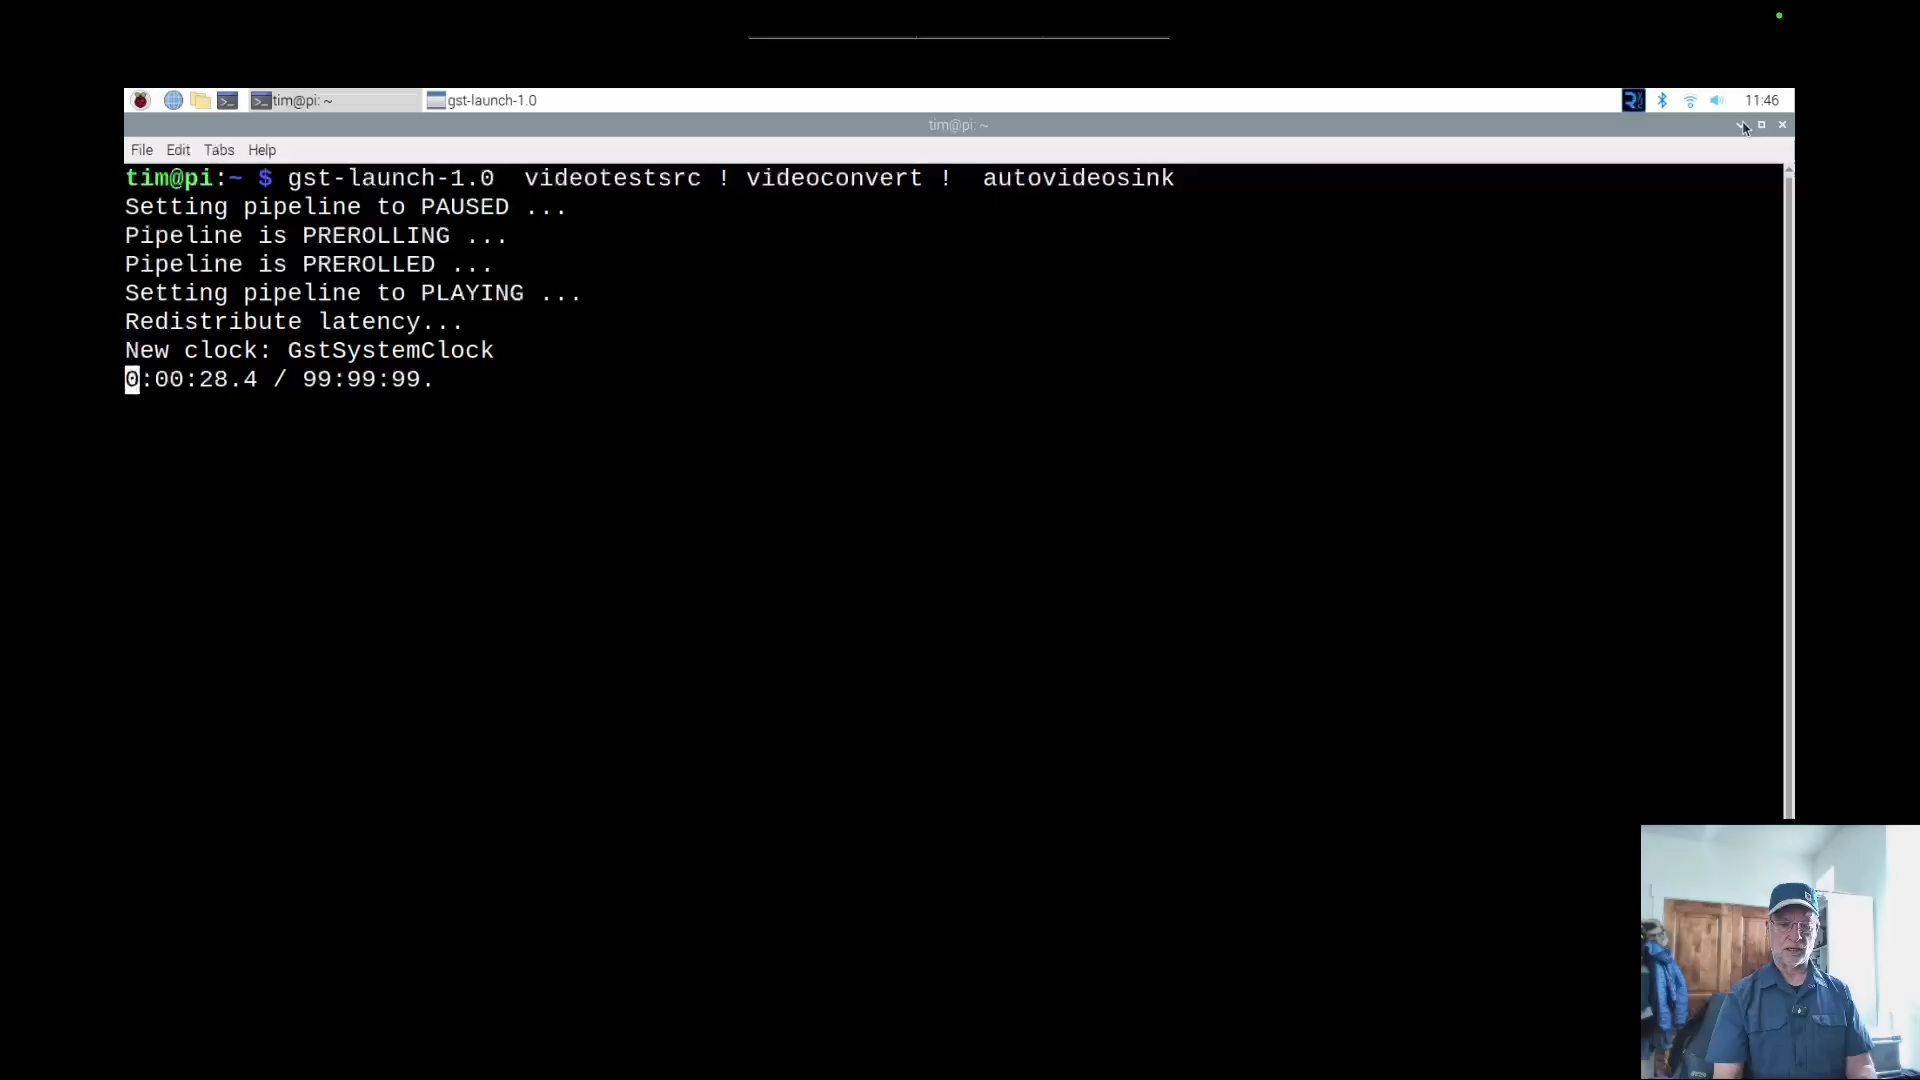 tim@pi: ~
gst-launch-1.0
11:46
tim@pi: ~
File Edit Tabs Help
tim@pi:~ $ gst-launch-1.0  videotestsrc ! videoconvert !  autovideosink
Setting pipeline to PAUSED ...
Pipeline is PREROLLING ...
Pipeline is PREROLLED ...
Setting pipeline to PLAYING ...
Redistribute latency...
New clock: GstSystemClock
0:00:28.4 / 99:99:99.